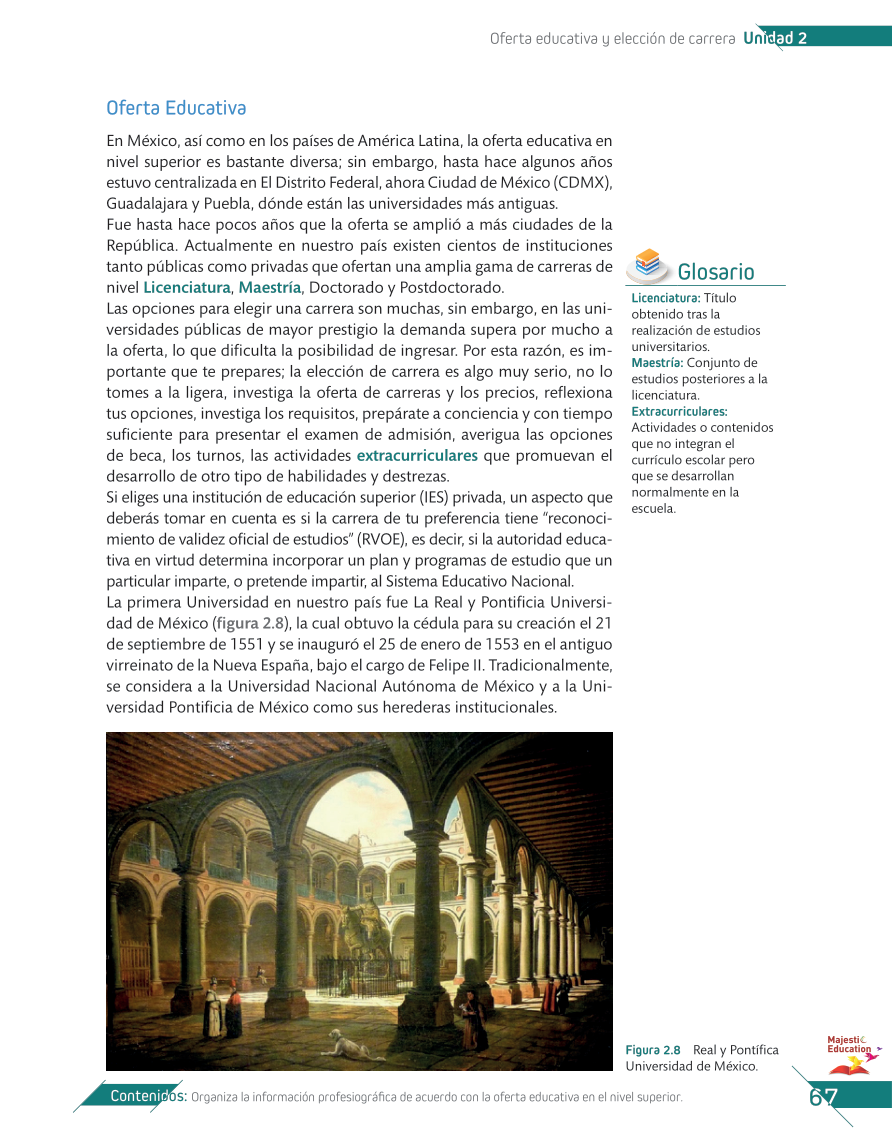 Oferta educativa y elección de carrera Unidad 2
Oferta Educativa
En México, así como en los países de América Latina, la oferta educativa en
nivel superior es bastante diversa; sin embargo, hasta hace algunos años
estuvo centralizada en El Distrito Federal, ahora Ciudad de México (CDMX),
Guadalajara y Puebla, dónde están las universidades más antiguas.
Fue hasta hace pocos años que la oferta se amplió a más ciudades de la
República. Actualmente en nuestro país existen cientos de instituciones
tanto públicas como privadas que ofertan una amplia gama de carreras de
nivel Licenciatura, Maestría, Doctorado y Postdoctorado.
Las opciones para elegir una carrera son muchas, sin embargo, en las uni-
versidades públicas de mayor prestigio la demanda supera por mucho a
la oferta, lo que dificulta la posibilidad de ingresar. Por esta razón, es im-
portante que te prepares; la elección de carrera es algo muy serio, no lo
tomes a la ligera, investiga la oferta de carreras y los precios, reflexiona
tus opciones, investiga los requisitos, prepárate a conciencia y con tiempo
suficiente para presentar el examen de admisión, averigua las opciones
de beca, los turnos, las actividades extracurriculares que promuevan el
desarrollo de otro tipo de habilidades y destrezas.
Si eliges una institución de educación superior (IES) privada, un aspecto que
deberás tomar en cuenta es si la carrera de tu preferencia tiene "reconoci-
miento de validez oficial de estudios" (RVOE), es decir, si la autoridad educa-
tiva en virtud determina incorporar un plan y programas de estudio que un
particular imparte, o pretende impartir, al Sistema Educativo Nacional.
La primera Universidad en nuestro país fue La Real y Pontificia Universi-
dad de México (figura 2.8), la cual obtuvo la cédula para su creación el 21
de septiembre de 1551 y se inauguró el 25 de enero de 1553 en el antiguo
virreinato de la Nueva España, bajo el cargo de Felipe II. Tradicionalmente,
se considera a la Universidad Nacional Autónoma de México y a la Uni-
versidad Pontificia de México como sus herederas institucionales.
Glosario
Licenciatura: Título
obtenido tras la
realización de estudios
universitarios.
Maestría: Conjunto de
estudios posteriores a la
licenciatura.
Extracurriculares:
Actividades o contenidos
que no integran el
currículo escolar pero
que se desarrollan
normalmente en la
escuela.
Figura 2.8 Real y Pontífica
Universidad de México.
Majestic
Education
Contenidos: Organiza la información profesiográfica de acuerdo con la oferta educativa en el nivel superior.
67